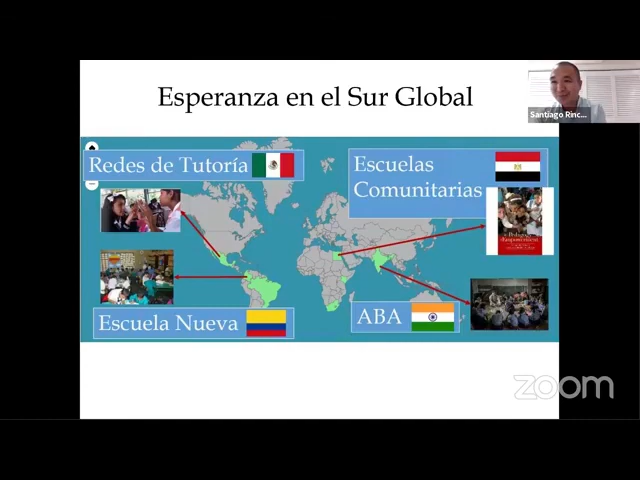 Esperanza en el Sur Global
Santiago Rinc...
Redes de Tutoría
Escuelas
Comunitarias
Escuela Nueva
ABA
zoom